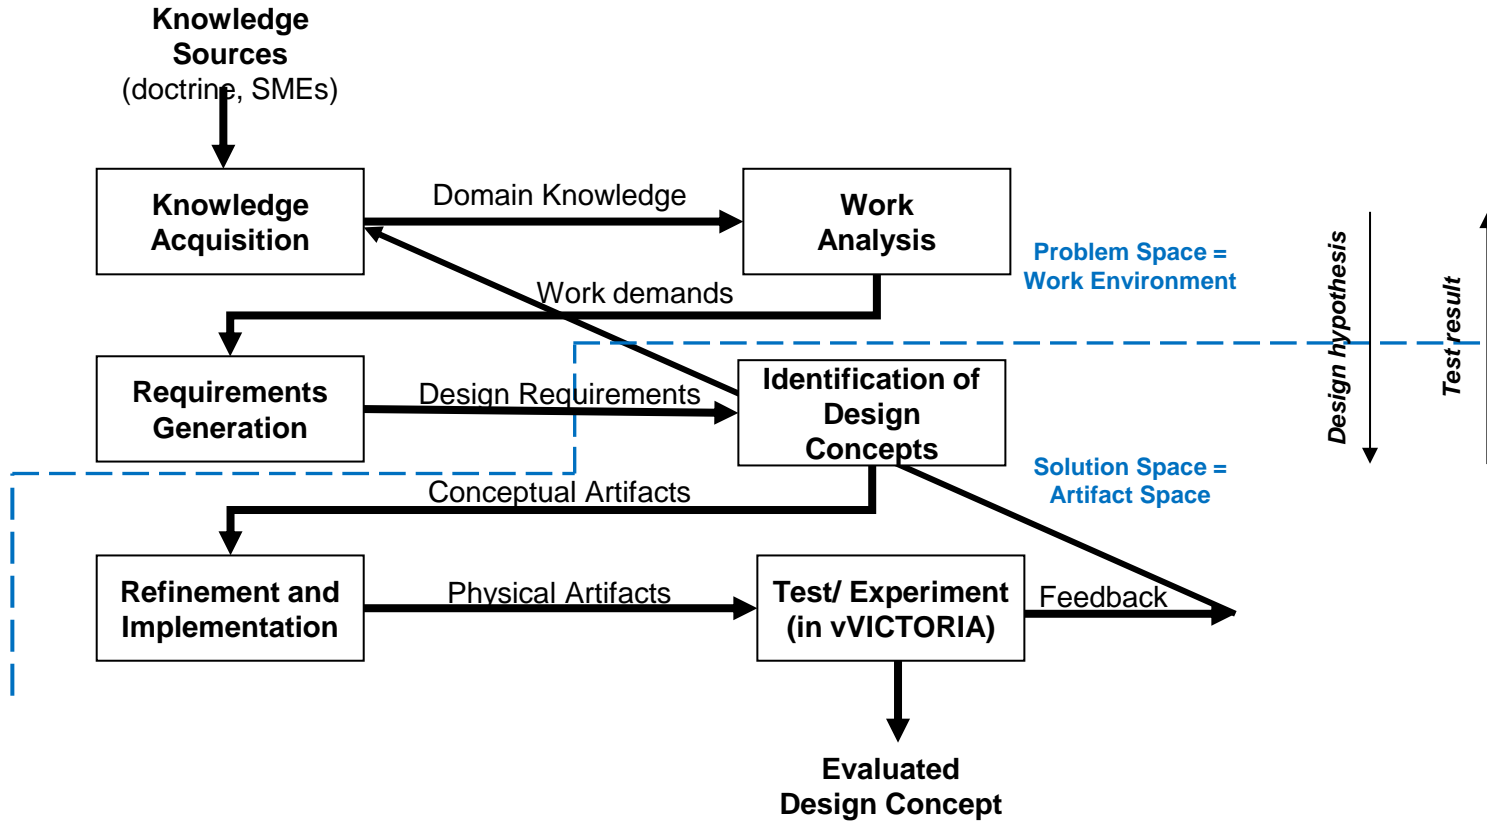 Knowledge
Sources
(doctrine, SMEs)
Knowledge
Acquisition
Domain Knowledge
Work
Analysis
Problem Space =
Work Environment
Work demands
Design hypothesis
Test result
Requirements
Generation
Design Requirements
Identification of
Design
Concepts
Solution Space =
Artifact Space
Conceptual Artifacts
Refinement and
Implementation
Physical Artifacts
Test/ Experiment
(in vVICTORIA)
Feedback
Evaluated
Design Concept